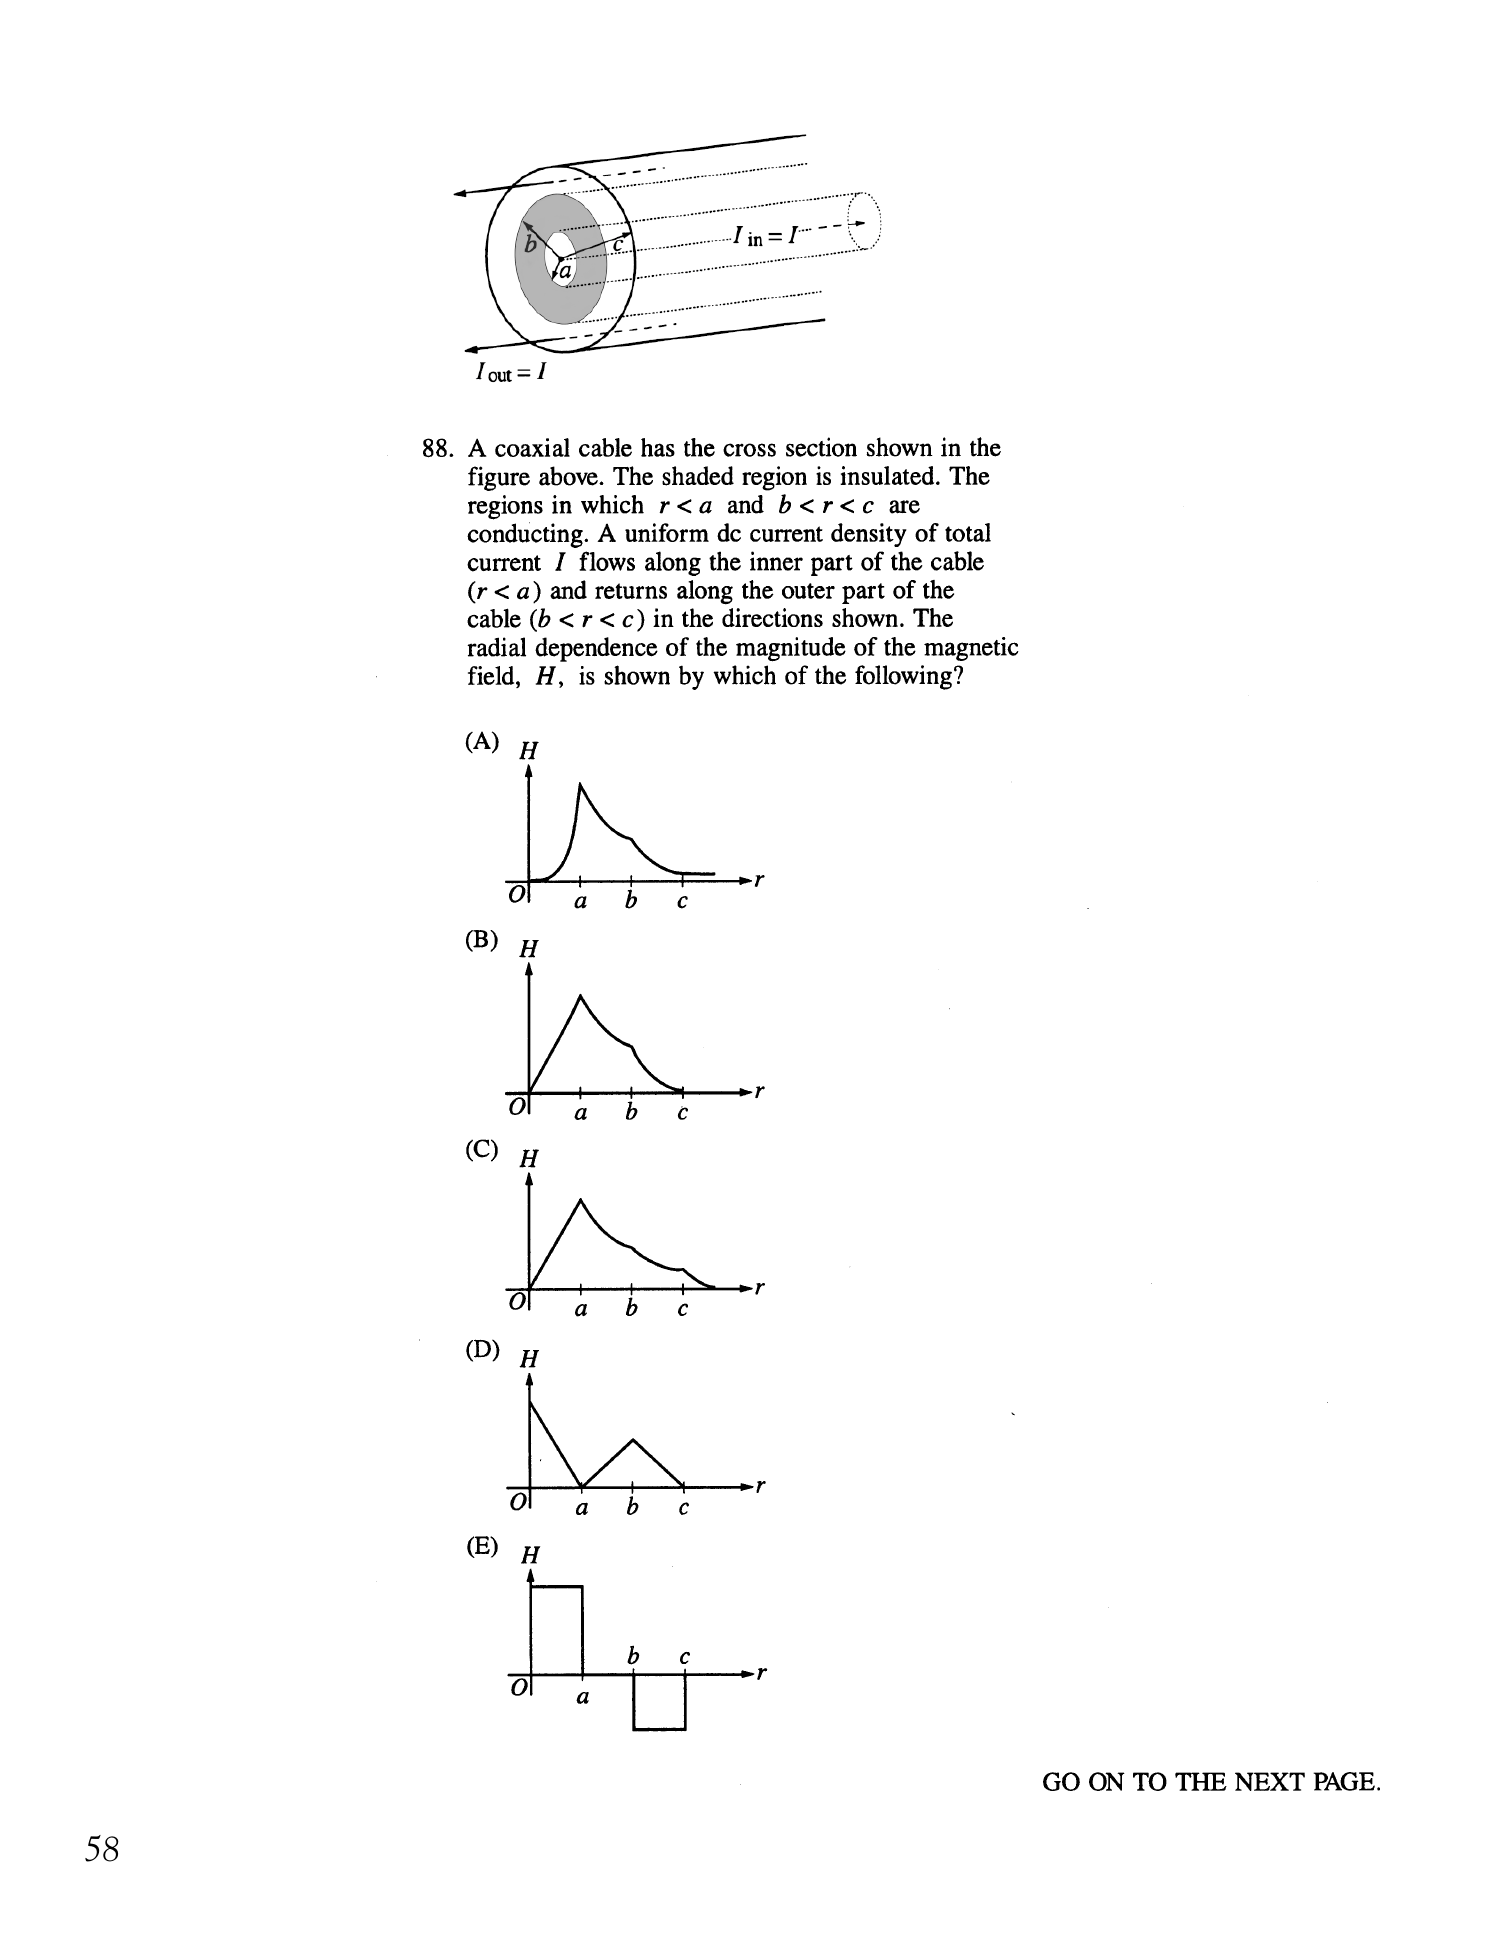 b
c
a
I in = I
I out = I
88. A coaxial cable has the cross section shown in the
figure above. The shaded region is insulated. The
regions in which r < a and b < r < c are
conducting. A uniform dc current density of total
current I flows along the inner part of the cable
(r < a) and returns along the outer part of the
cable (b < r < c) in the directions shown. The
radial dependence of the magnitude of the magnetic
field, H, is shown by which of the following?
(A) H
r
O a b c
(B) H
r
O a b c
(C) H
r
O a b c
(D) H
r
O a b c
(E) H
b c
r
O a
GO ON TO THE NEXT PAGE.
58